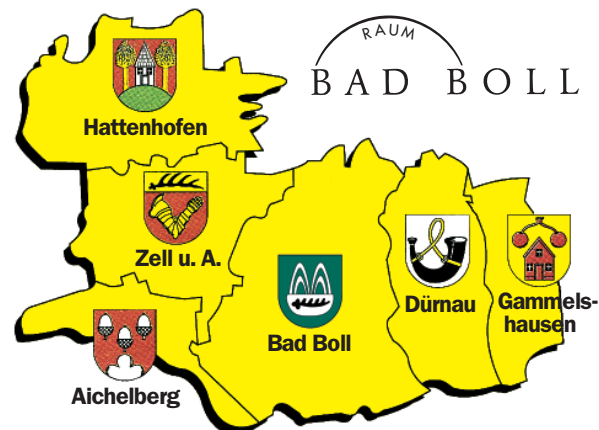 RAUM
BAD BOLL
Hattenhofen
Zell u. A.
Dürnau
Gammels-
hausen
Bad Boll
Aichelberg